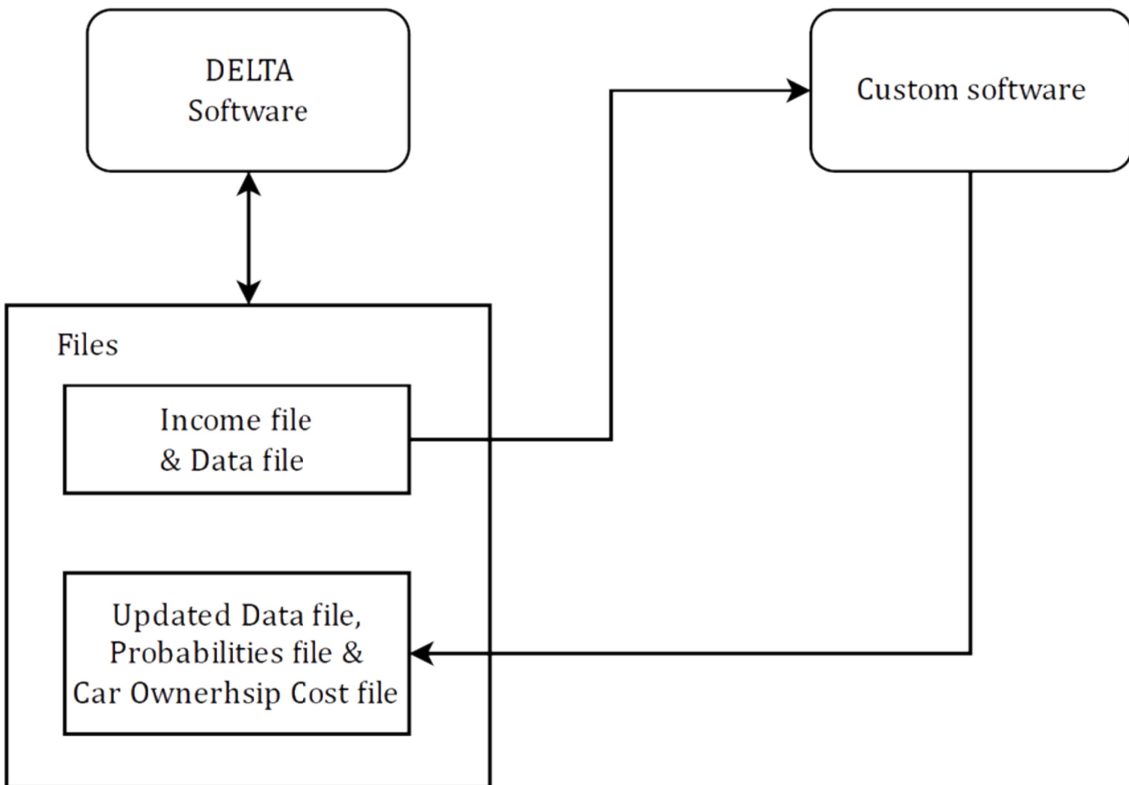 DELTA
Software
Custom software
Files
Income file
& Data file
Updated Data file,
Probabilities file &
Car Ownerhsip Cost file